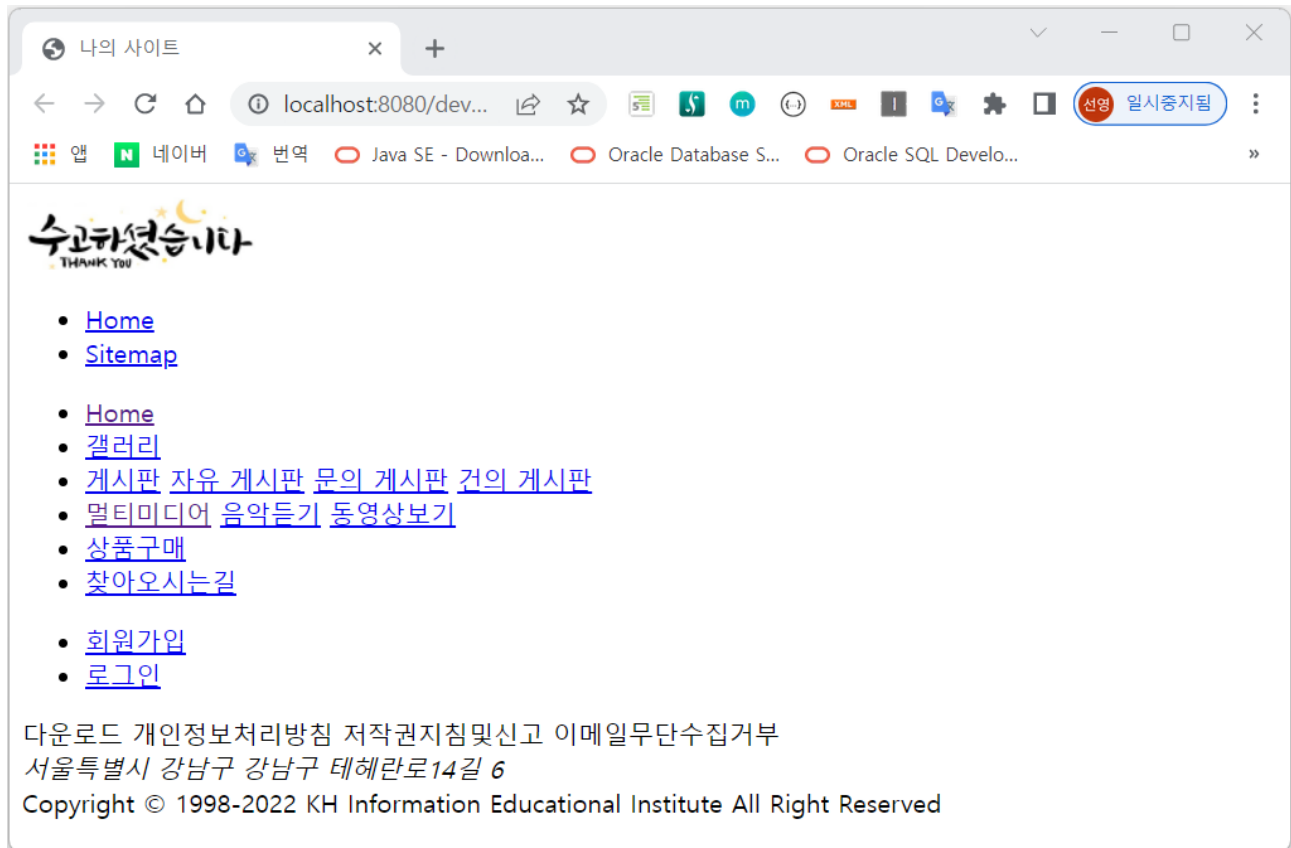 나의 사이트
localhost:8080/dev...
XML
선영 일시중지됨
앱 네이버 번역 Java SE - Downloa... Oracle Database S... Oracle SQL Develo... »
수고하셨습니다
THANK YOU
• Home
• Sitemap
• Home
• 갤러리
• 게시판 자유 게시판 문의 게시판 건의 게시판
• 멀티미디어 음악듣기 동영상보기
• 상품구매
• 찾아오시는길
• 회원가입
• 로그인
다운로드 개인정보처리방침 저작권지침및신고 이메일무단수집거부
서울특별시 강남구 강남구 테헤란로14길 6
Copyright © 1998-2022 KH Information Educational Institute All Right Reserved